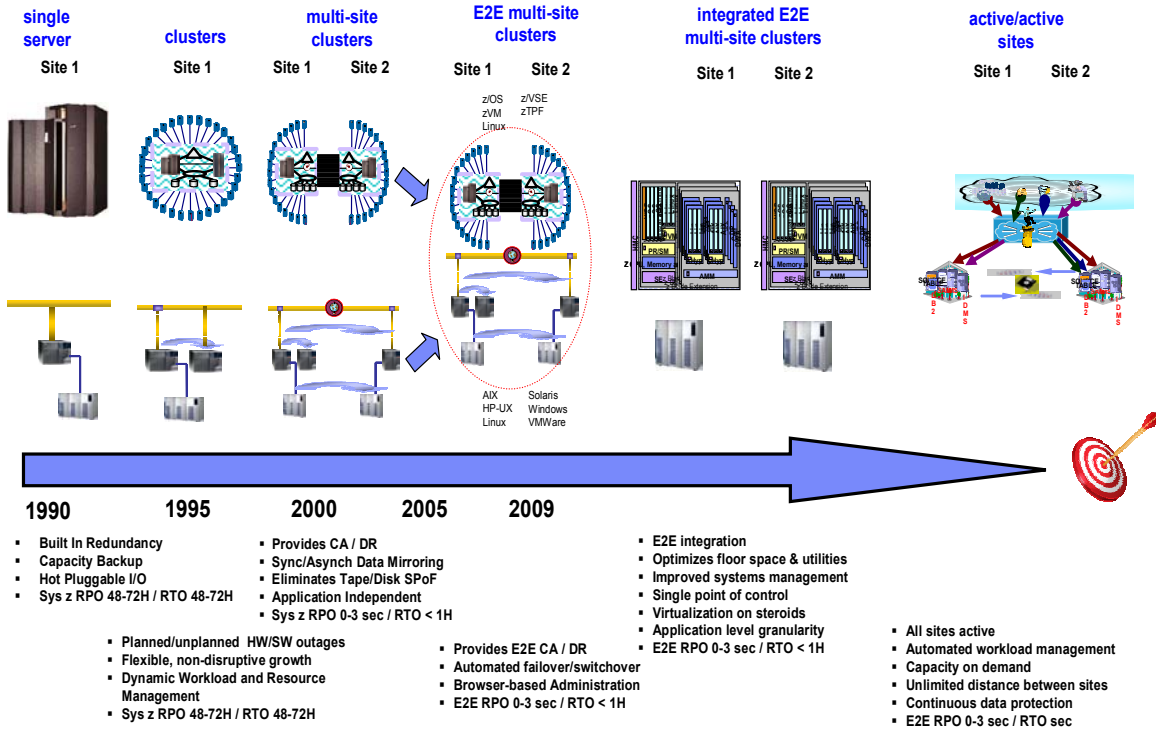 single
server
clusters
multi-site
clusters
E2E multi-site
clusters
integrated E2E
multi-site clusters
active/active
sites
Site 1
Site 1
Site 1 Site 2
Site 1 Site 2
Site 1 Site 2
Site 1 Site 2
z/OS z/VSE
zVM zTPF
Linux
HMC
PR/SM
Memory
AMM
HMC
PR/SM
Memory
AMM
AIX Solaris
HP-UX Windows
Linux VMWare
1990
1995
2000
2005
2009
▪ Built In Redundancy
▪ Capacity Backup
▪ Hot Pluggable I/O
▪ Sys z RPO 48-72H / RTO 48-72H
▪ Planned/unplanned HW/SW outages
▪ Flexible, non-disruptive growth
▪ Dynamic Workload and Resource
Management
▪ Sys z RPO 48-72H / RTO 48-72H
▪ Provides CA / DR
▪ Sync/Asynch Data Mirroring
▪ Eliminates Tape/Disk SPoF
▪ Application Independent
▪ Sys z RPO 0-3 sec / RTO < 1H
▪ Provides E2E CA / DR
▪ Automated failover/switchover
▪ Browser-based Administration
▪ E2E RPO 0-3 sec / RTO < 1H
▪ E2E integration
▪ Optimizes floor space & utilities
▪ Improved systems management
▪ Single point of control
▪ Virtualization on steroids
▪ Application level granularity
▪ E2E RPO 0-3 sec / RTO < 1H
▪ All sites active
▪ Automated workload management
▪ Capacity on demand
▪ Unlimited distance between sites
▪ Continuous data protection
▪ E2E RPO 0-3 sec / RTO sec